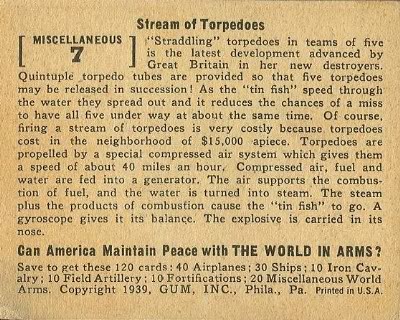 Stream of Torpedoes
[ MISCELLANEOUS 7 ] "Straddling" torpedoes in teams of five
is the latest development advanced by
Great Britain in her new destroyers.
Quintuple torpedo tubes are provided so that five torpedoes
may be released in succession! As the "tin fish" speed through
the water they spread out and it reduces the chances of a miss
to have all five under way at about the same time. Of course,
firing a stream of torpedoes is very costly because torpedoes
cost in the neighborhood of $15,000 apiece. Torpedoes are
propelled by a special compressed air system which gives them
a speed of about 40 miles an hour. Compressed air, fuel and
water are fed into a generator. The air supports the combus-
tion of fuel, and the water is turned into steam. The steam
plus the products of combustion cause the "tin fish" to go. A
gyroscope gives it its balance. The explosive is carried in its
nose.
Can America Maintain Peace with THE WORLD IN ARMS?
Save to get these 120 cards: 40 Airplanes; 30 Ships; 10 Iron Cav-
alry; 10 Field Artillery; 10 Fortifications; 20 Miscellaneous World
Arms. Copyright 1939, GUM, INC., Phila., Pa. Printed in U.S.A.